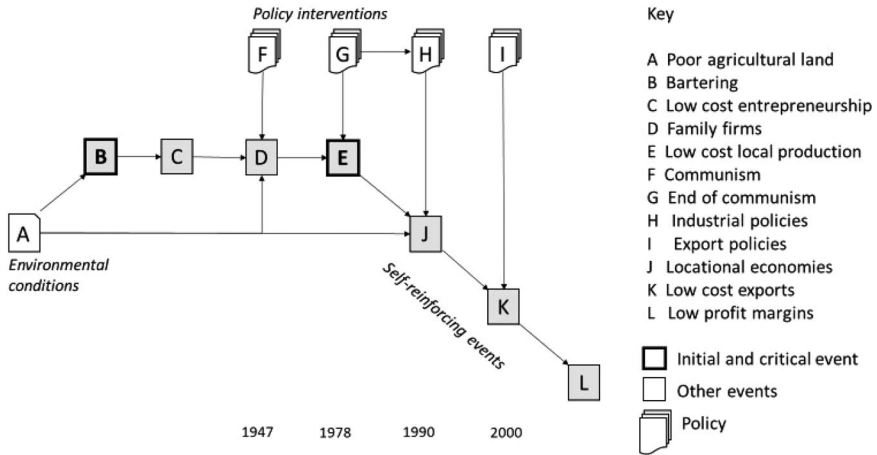 Policy interventions
F
G
H
I
B
C
D
E
A
J
Environmental
conditions
Self-reinforcing events
K
L
1947
1978
1990
2000
Key
A Poor agricultural land
B Bartering
C Low cost entrepreneurship
D Family firms
E Low cost local production
F Communism
G End of communism
H Industrial policies
I Export policies
J Locational economies
K Low cost exports
L Low profit margins
Initial and critical event
Other events
Policy